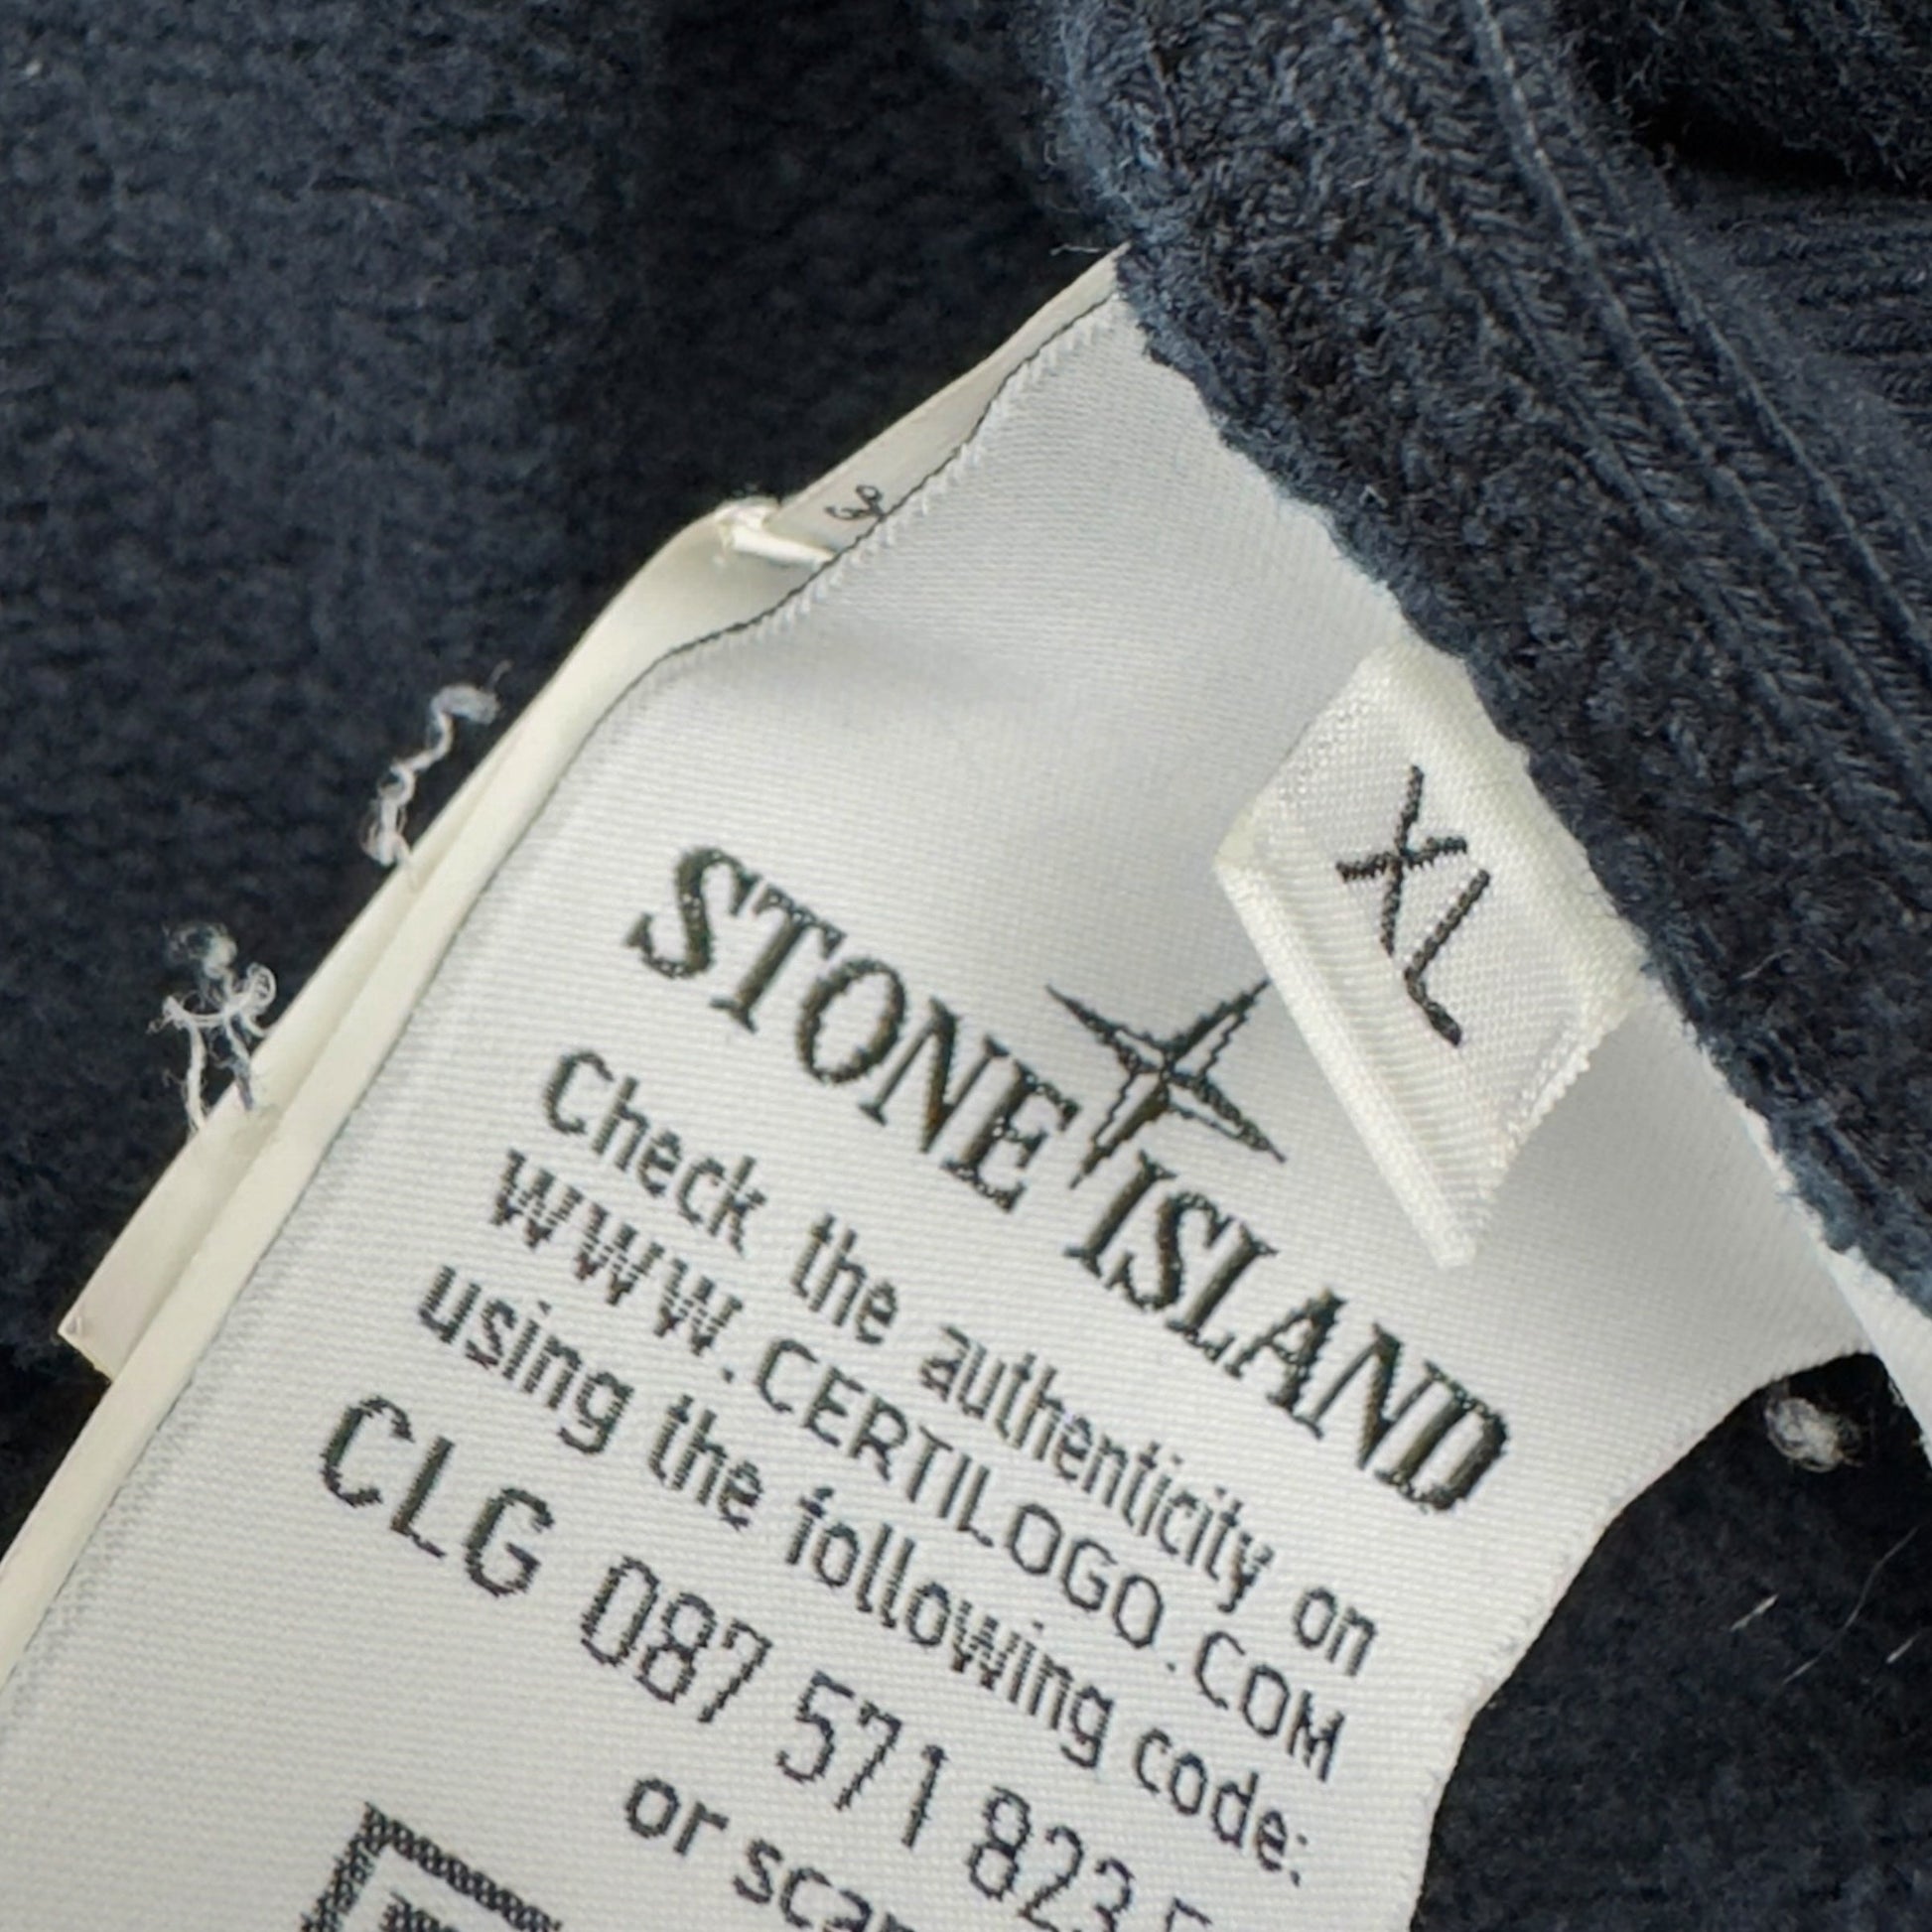 XL
STONE ISLAND
Check the authenticity on
WWW.CERTILOGO.COM
using the following code:
CLG 087 571 823
or scan